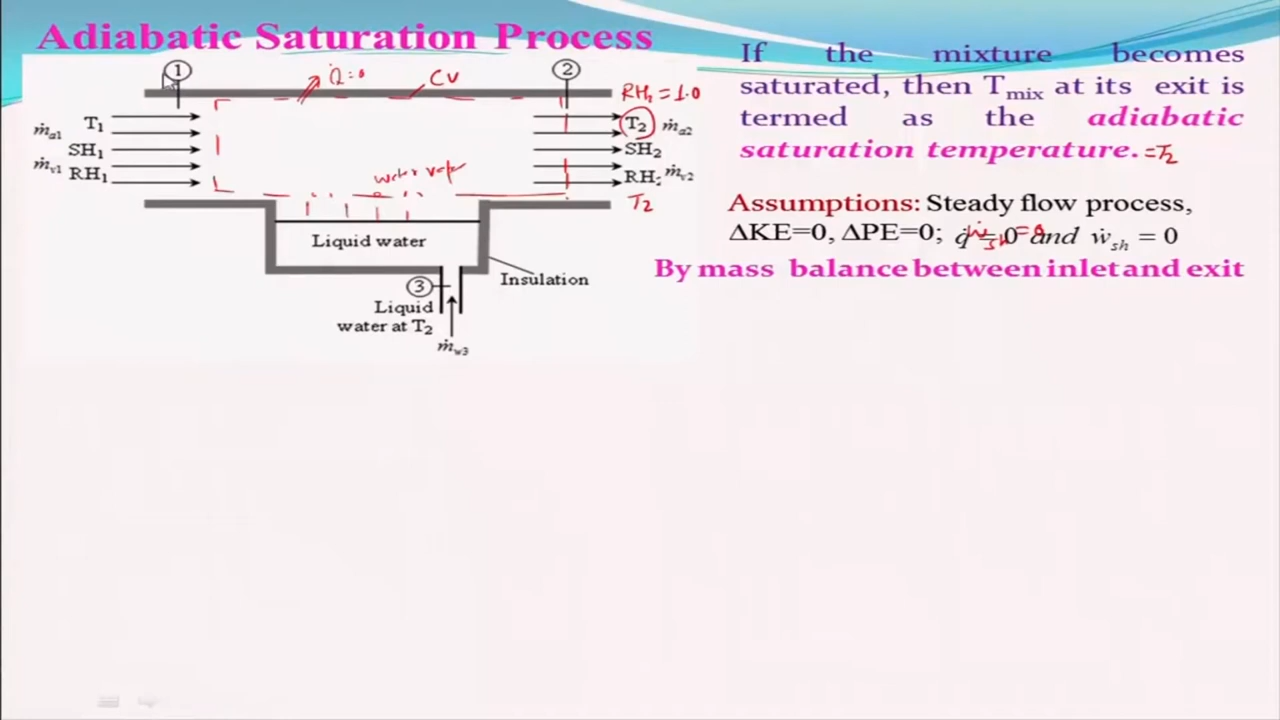 Adiabatic Saturation Process
If the mixture becomes
saturated, then Tmix at its exit is
termed as the adiabatic
saturation temperature. =T2
Assumptions: Steady flow process,
ΔKE=0, ΔPE=0; q̇ = 0 and ẇsh = 0
By mass balance between inlet and exit
1
Q̇=0
CV
2
RH2 = 1.0
ṁa1
T1
SH1
ṁv1
RH1
T2
ṁa2
SH2
RH2
ṁv2
T2
water vapor
Liquid water
Insulation
3
Liquid
water at T2
ṁw3